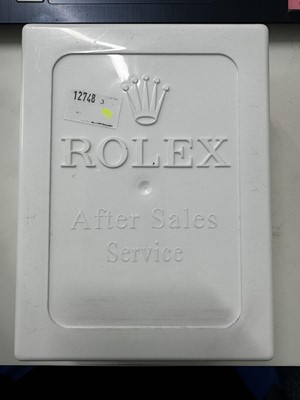 12748
ROLEX
After Sales
Service